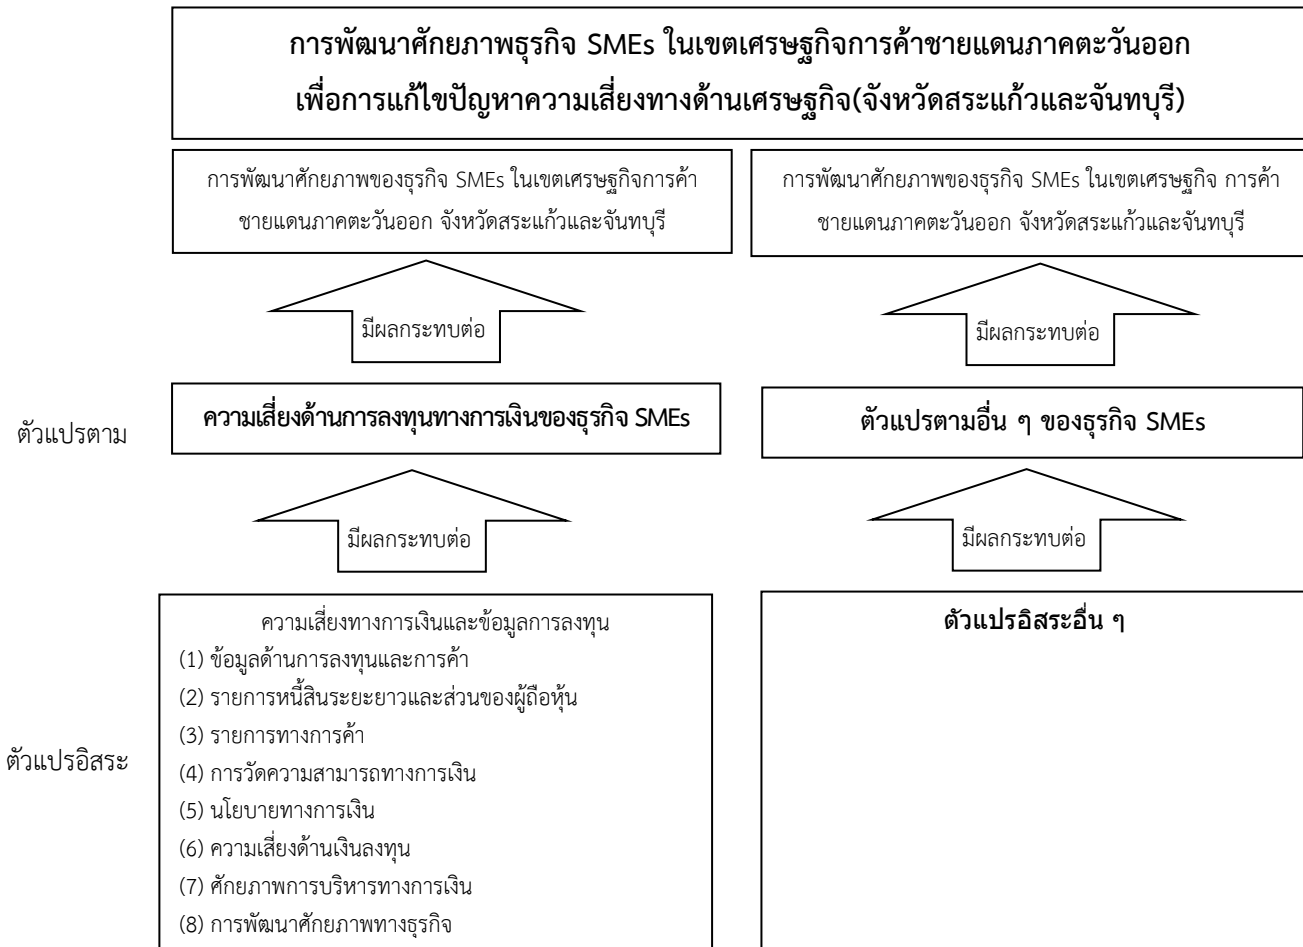 การพัฒนาศักยภาพธุรกิจ SMEs ในเขตเศรษฐกิจการค้าชายแดนภาคตะวันออก
เพื่อการแก้ไขปัญหาความเสี่ยงทางด้านเศรษฐกิจ(จังหวัดสระแก้วและจันทบุรี)
การพัฒนาศักยภาพของธุรกิจ SMEs ในเขตเศรษฐกิจการค้า
ชายแดนภาคตะวันออก จังหวัดสระแก้วและจันทบุรี
การพัฒนาศักยภาพของธุรกิจ SMEs ในเขตเศรษฐกิจ การค้า
ชายแดนภาคตะวันออก จังหวัดสระแก้วและจันทบุรี
มีผลกระทบต่อ
มีผลกระทบต่อ
ตัวแปรตาม
ความเสี่ยงด้านการลงทุนทางการเงินของธุรกิจ SMEs
ตัวแปรตามอื่น ๆ ของธุรกิจ SMEs
มีผลกระทบต่อ
มีผลกระทบต่อ
ตัวแปรอิสระ
ความเสี่ยงทางการเงินและข้อมูลการลงทุน
(1) ข้อมูลด้านการลงทุนและการค้า
(2) รายการหนี้สินระยะยาวและส่วนของผู้ถือหุ้น
(3) รายการทางการค้า
(4) การวัดความสามารถทางการเงิน
(5) นโยบายทางการเงิน
(6) ความเสี่ยงด้านเงินลงทุน
(7) ศักยภาพการบริหารทางการเงิน
(8) การพัฒนาศักยภาพทางธุรกิจ
ตัวแปรอิสระอื่น ๆ